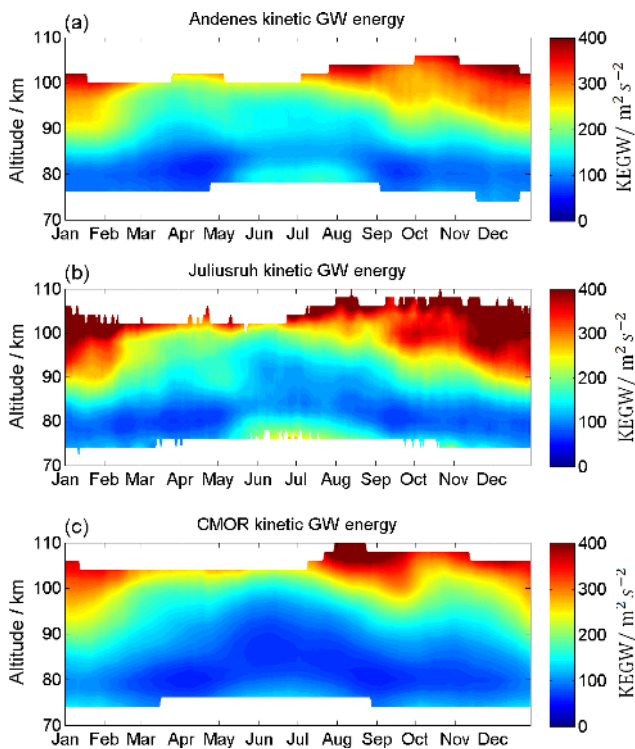 (a)
Andenes kinetic GW energy
110
100
90
80
70
Altitude / km
Jan Feb Mar Apr May Jun Jul Aug Sep Oct Nov Dec
400
300
200
100
0
KEGW/ m² s⁻²
(b)
Juliusruh kinetic GW energy
110
100
90
80
70
Altitude / km
Jan Feb Mar Apr May Jun Jul Aug Sep Oct Nov Dec
400
300
200
100
0
KEGW/ m² s⁻²
(c)
CMOR kinetic GW energy
110
100
90
80
70
Altitude / km
Jan Feb Mar Apr May Jun Jul Aug Sep Oct Nov Dec
400
300
200
100
0
KEGW/ m² s⁻²